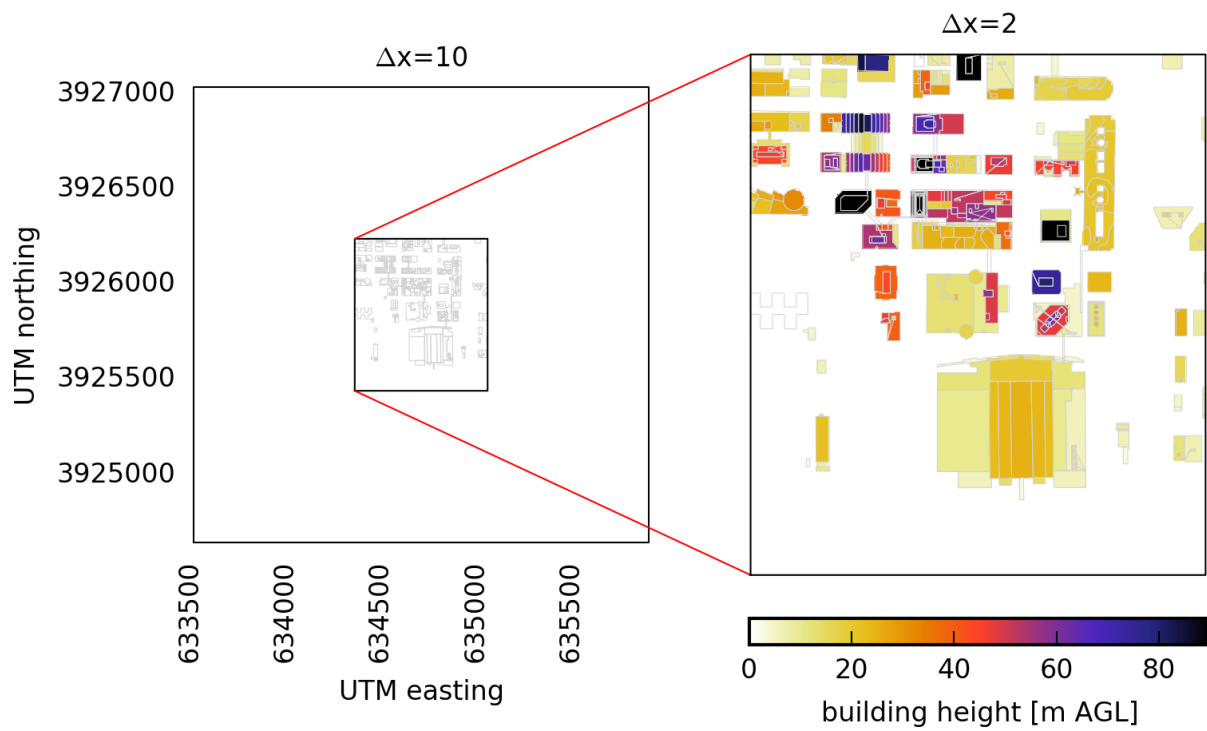 Δx=10
Δx=2
3927000
3926500
3926000
3925500
3925000
UTM northing
633500
634000
634500
635000
635500
UTM easting
0 20 40 60 80
building height [m AGL]